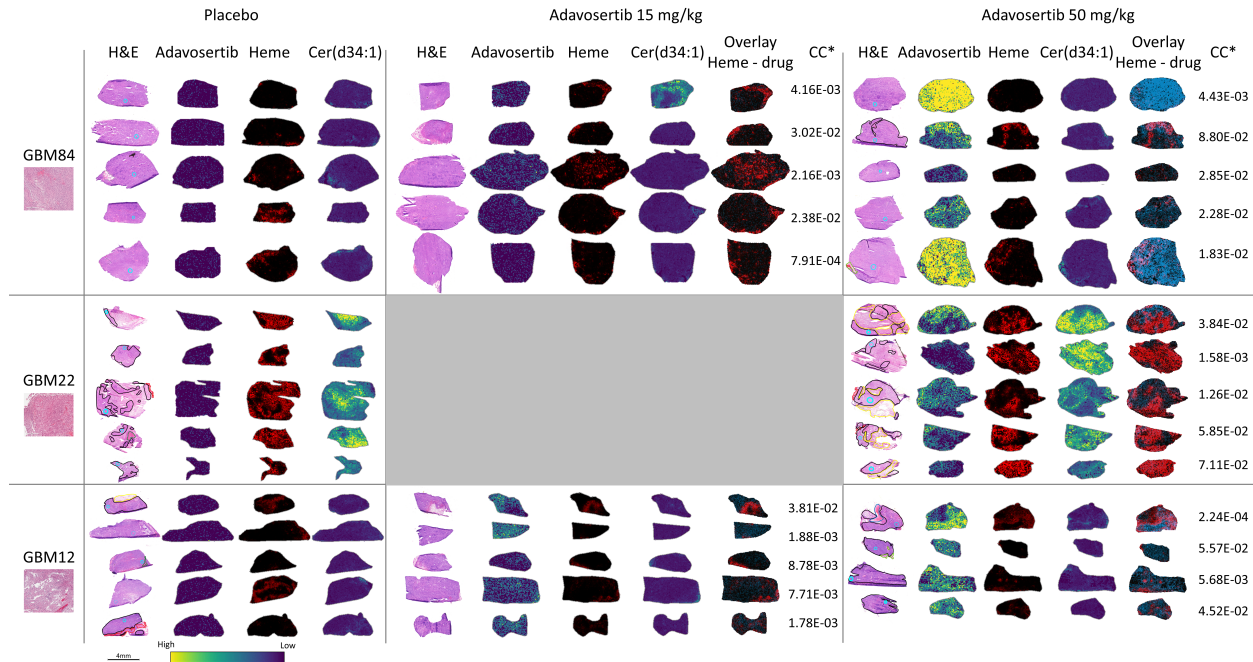 Placebo
Adavosertib 15 mg/kg
Adavosertib 50 mg/kg
H&E Adavosertib Heme Cer(d34:1)
H&E Adavosertib Heme Cer(d34:1) Overlay Heme - drug CC*
H&E Adavosertib Heme Cer(d34:1) Overlay Heme - drug CC*
GBM84
4.16E-03 4.43E-03
3.02E-02 8.80E-02
2.16E-03 2.85E-02
2.38E-02 2.28E-02
7.91E-04 1.83E-02
GBM22
3.84E-02
1.58E-03
1.26E-02
5.85E-02
7.11E-02
GBM12
3.81E-02 2.24E-04
1.88E-03 5.57E-02
8.78E-03 5.68E-03
7.71E-03 4.52E-02
1.78E-03
High Low
4mm